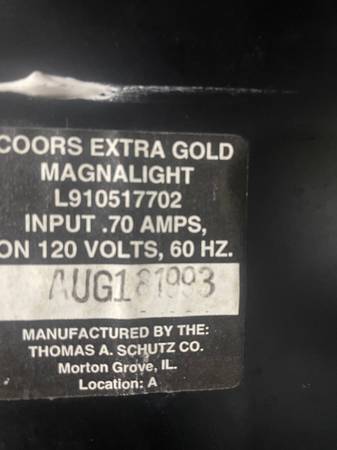 COORS EXTRA GOLD
MAGNALIGHT
L910517702
INPUT .70 AMPS,
ON 120 VOLTS, 60 HZ.
AUG181993
MANUFACTURED BY THE:
THOMAS A. SCHUTZ CO.
Morton Grove, IL.
Location: A